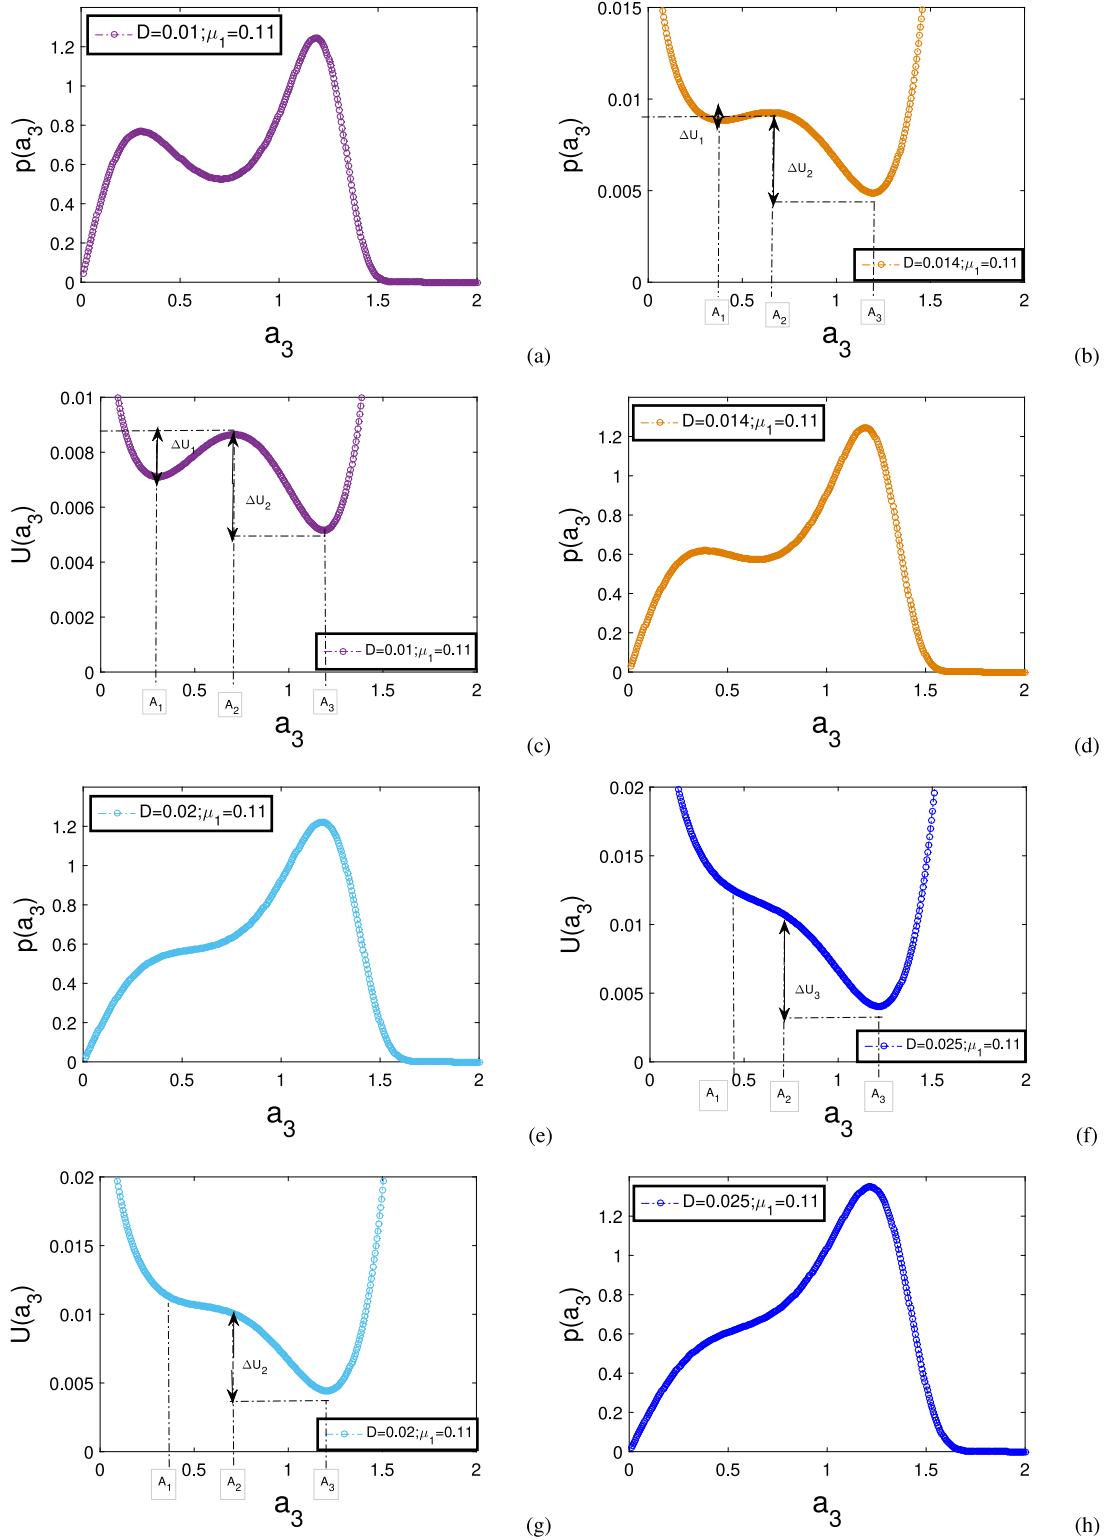 D=0.01;μ1=0.11
p(a3)
1.2
1
0.8
0.6
0.4
0.2
0
0 0.5 1 1.5 2
a3
(a)
0.015
0.01
0.005
0
p(a3)
ΔU1
ΔU2
D=0.014;μ1=0.11
0 0.5 1 1.5 2
A1 A2 A3
a3
(b)
0.01
0.008
0.006
0.004
0.002
0
U(a3)
ΔU1
ΔU2
D=0.01;μ1=0.11
0 0.5 1 1.5 2
A1 A2 A3
a3
(c)
D=0.014;μ1=0.11
p(a3)
1.2
1
0.8
0.6
0.4
0.2
0
0 0.5 1 1.5 2
a3
(d)
D=0.02;μ1=0.11
p(a3)
1.2
1
0.8
0.6
0.4
0.2
0
0 0.5 1 1.5 2
a3
(e)
0.02
0.015
0.01
0.005
0
U(a3)
ΔU3
D=0.025;μ1=0.11
0 0.5 1 1.5 2
A1 A2 A3
a3
(f)
0.02
0.015
0.01
0.005
0
U(a3)
ΔU2
D=0.02;μ1=0.11
0 0.5 1 1.5 2
A1 A2 A3
a3
(g)
D=0.025;μ1=0.11
p(a3)
1.2
1
0.8
0.6
0.4
0.2
0
0 0.5 1 1.5 2
a3
(h)